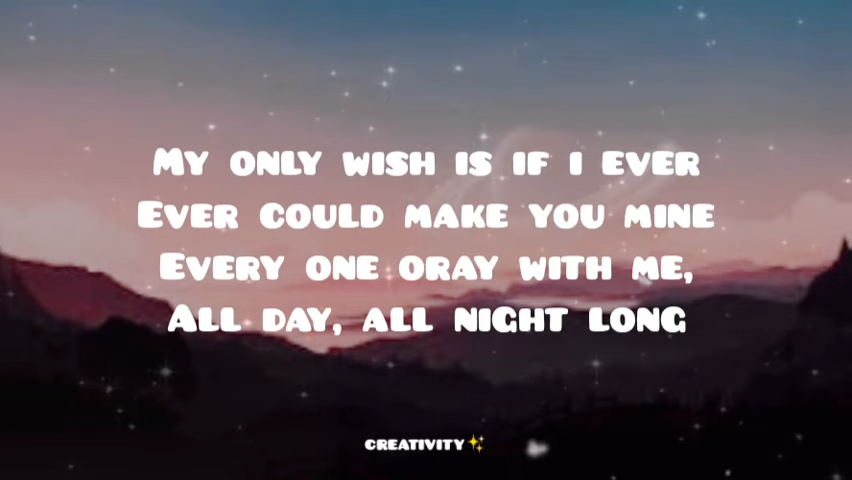 My only wish is if i ever
Ever could make you mine
Every one oray with me,
All day, all night long
CREATIVITY✨